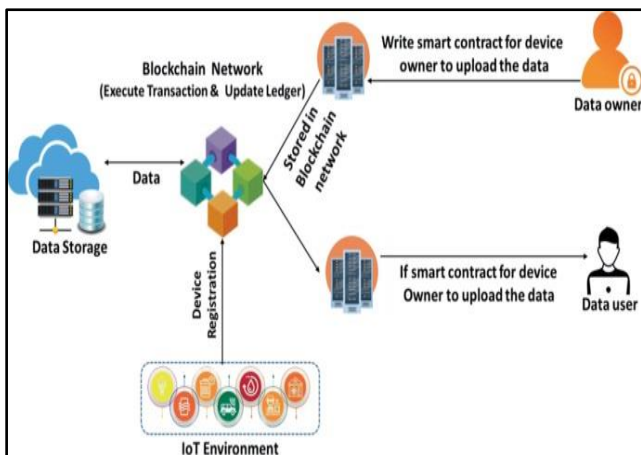 Blockchain Network
(Execute Transaction & Update Ledger)
Write smart contract for device
owner to upload the data
Data owner
Stored in
Blockchain
network
Data
Data Storage
If smart contract for device
Owner to upload the data
Data user
Device
Registration
IoT Environment